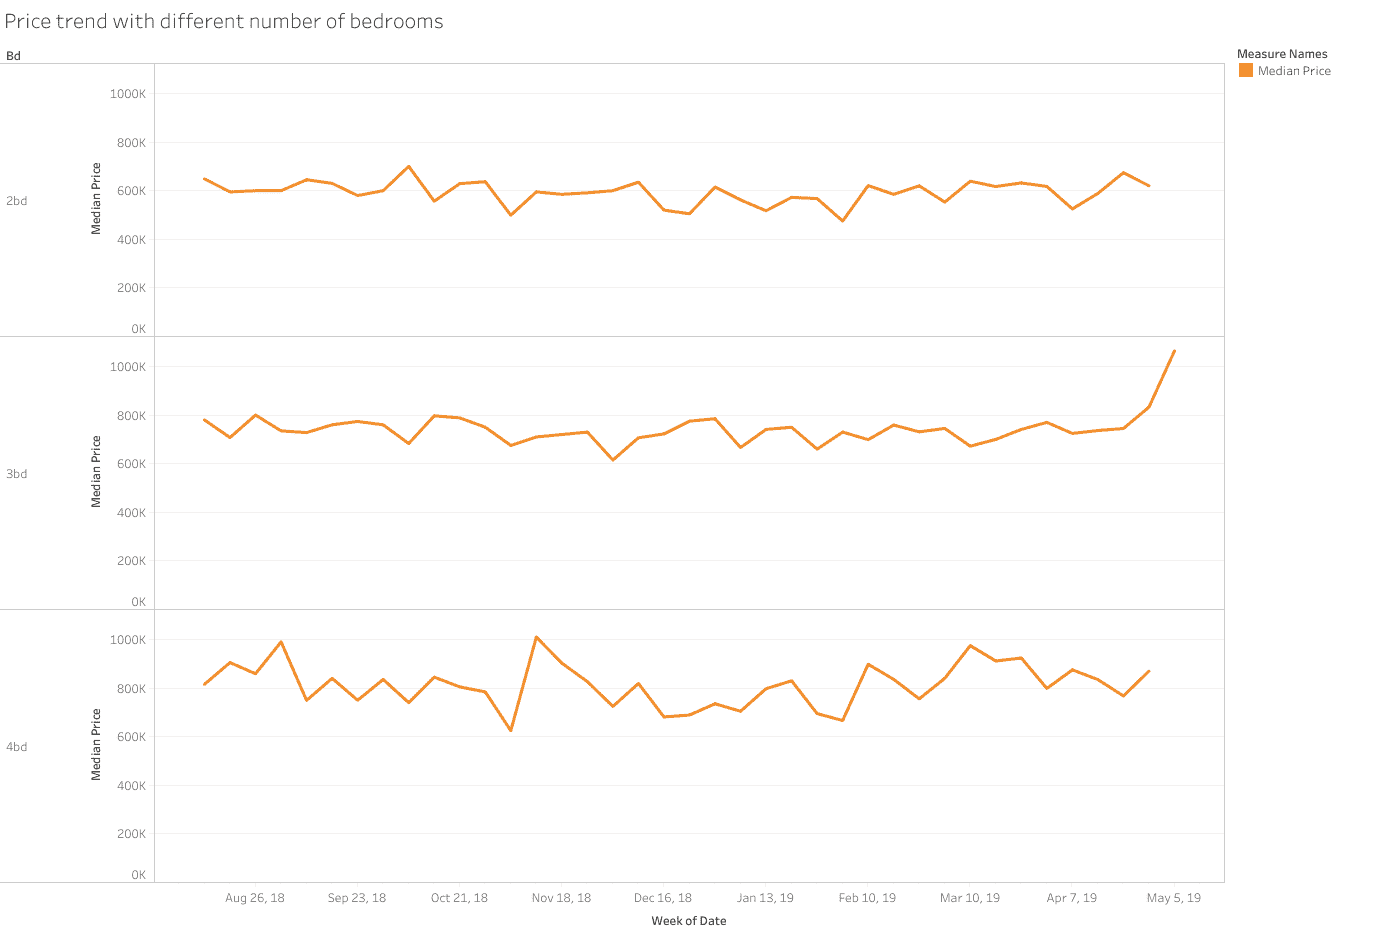 Price trend with different number of bedrooms
Bd
Measure Names
Median Price
2bd
Median Price
1000K
800K
600K
400K
200K
0K
3bd
Median Price
1000K
800K
600K
400K
200K
0K
4bd
Median Price
1000K
800K
600K
400K
200K
0K
Aug 26, 18 Sep 23, 18 Oct 21, 18 Nov 18, 18 Dec 16, 18 Jan 13, 19 Feb 10, 19 Mar 10, 19 Apr 7, 19 May 5, 19
Week of Date